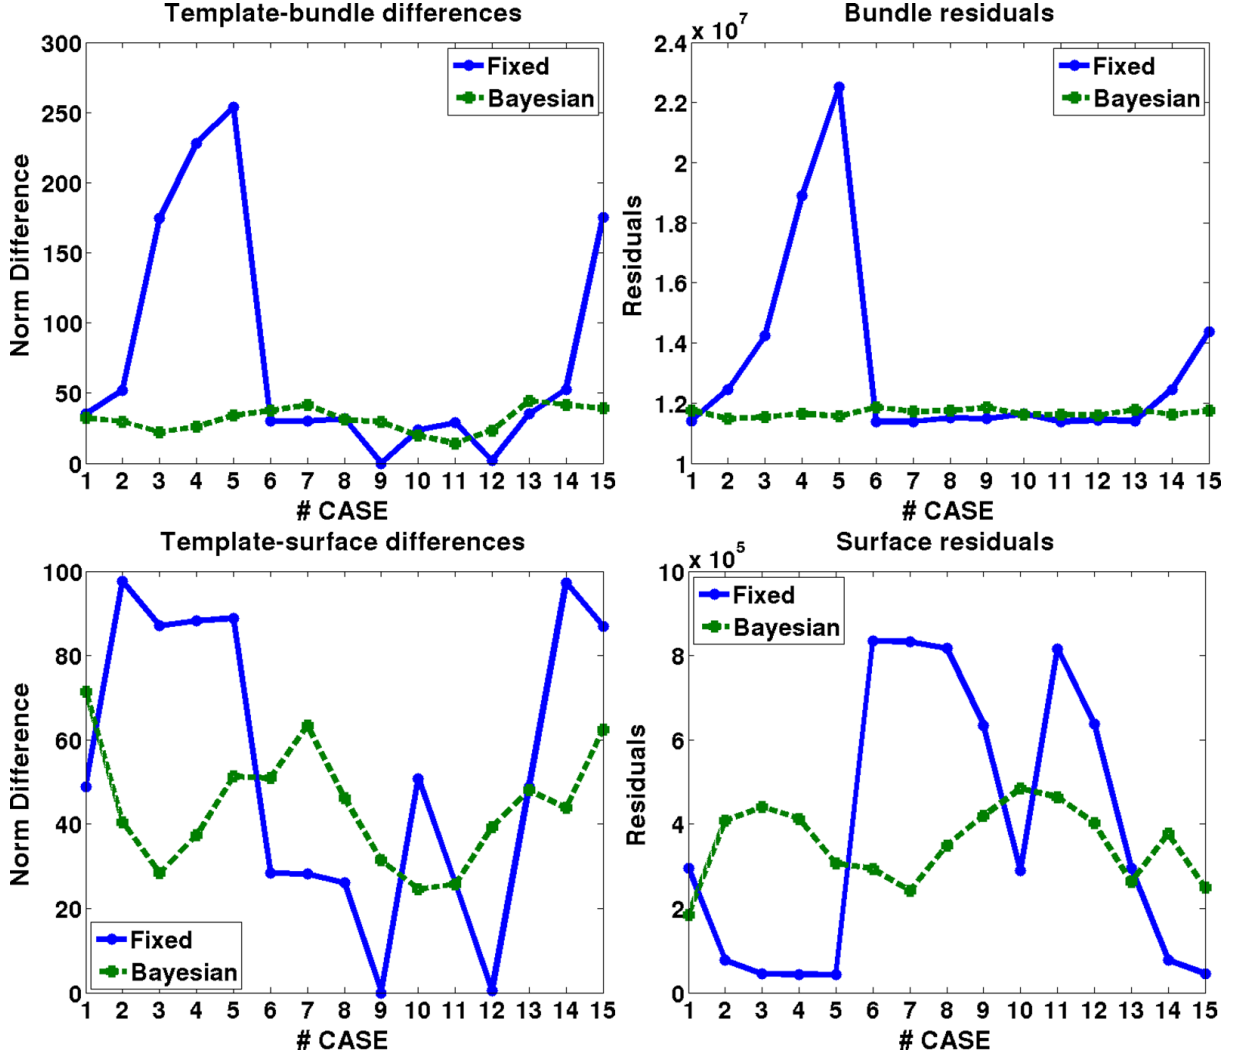 Template-bundle differences
Norm Difference
300
250
200
150
100
50
0
Fixed
Bayesian
1 2 3 4 5 6 7 8 9 10 11 12 13 14 15
# CASE
Bundle residuals
x 10^7
Residuals
2.4
2.2
2
1.8
1.6
1.4
1.2
1
Fixed
Bayesian
1 2 3 4 5 6 7 8 9 10 11 12 13 14 15
# CASE
Template-surface differences
Norm Difference
100
80
60
40
20
0
Fixed
Bayesian
1 2 3 4 5 6 7 8 9 10 11 12 13 14 15
# CASE
Surface residuals
x 10^5
Residuals
10
8
6
4
2
0
Fixed
Bayesian
1 2 3 4 5 6 7 8 9 10 11 12 13 14 15
# CASE